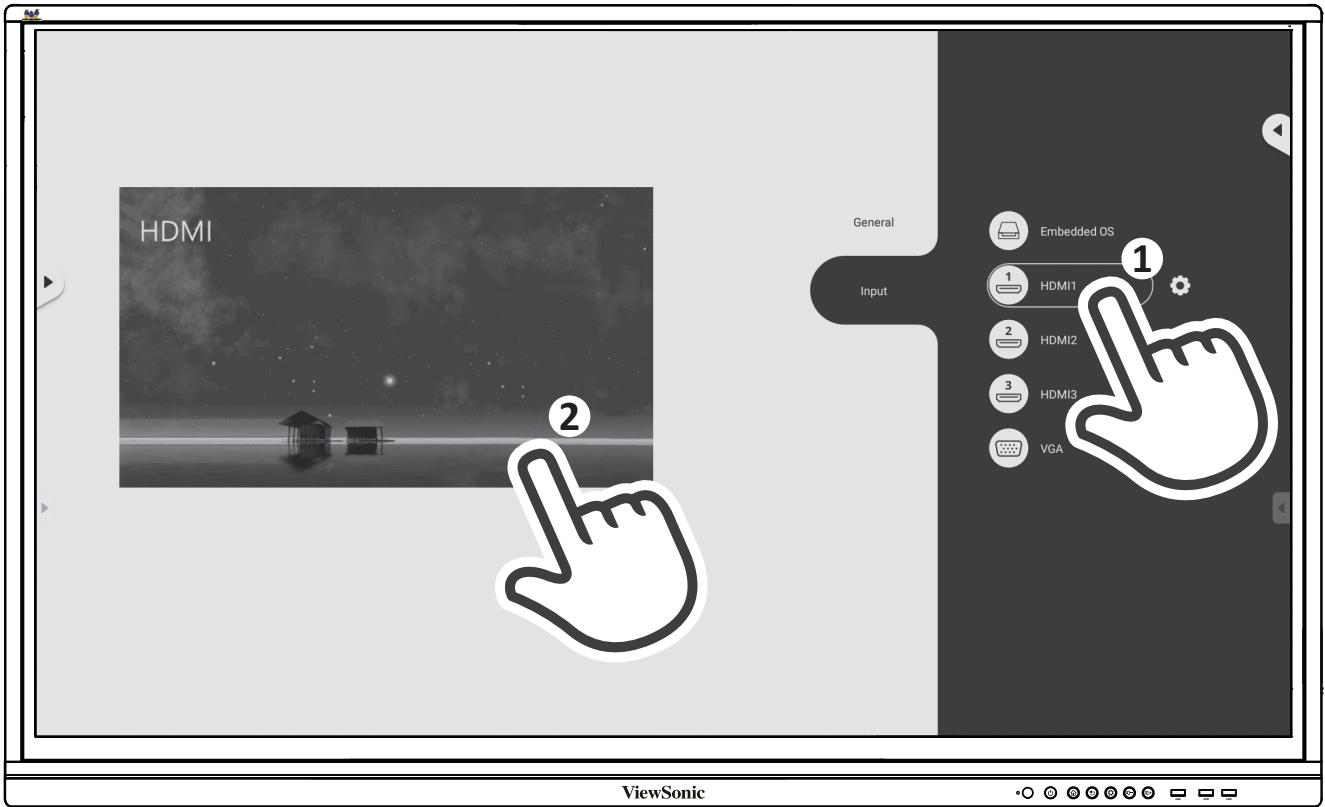 HDMI
General
Input
Embedded OS
1
1
HDMI1
2
HDMI2
3
HDMI3
VGA
2
ViewSonic